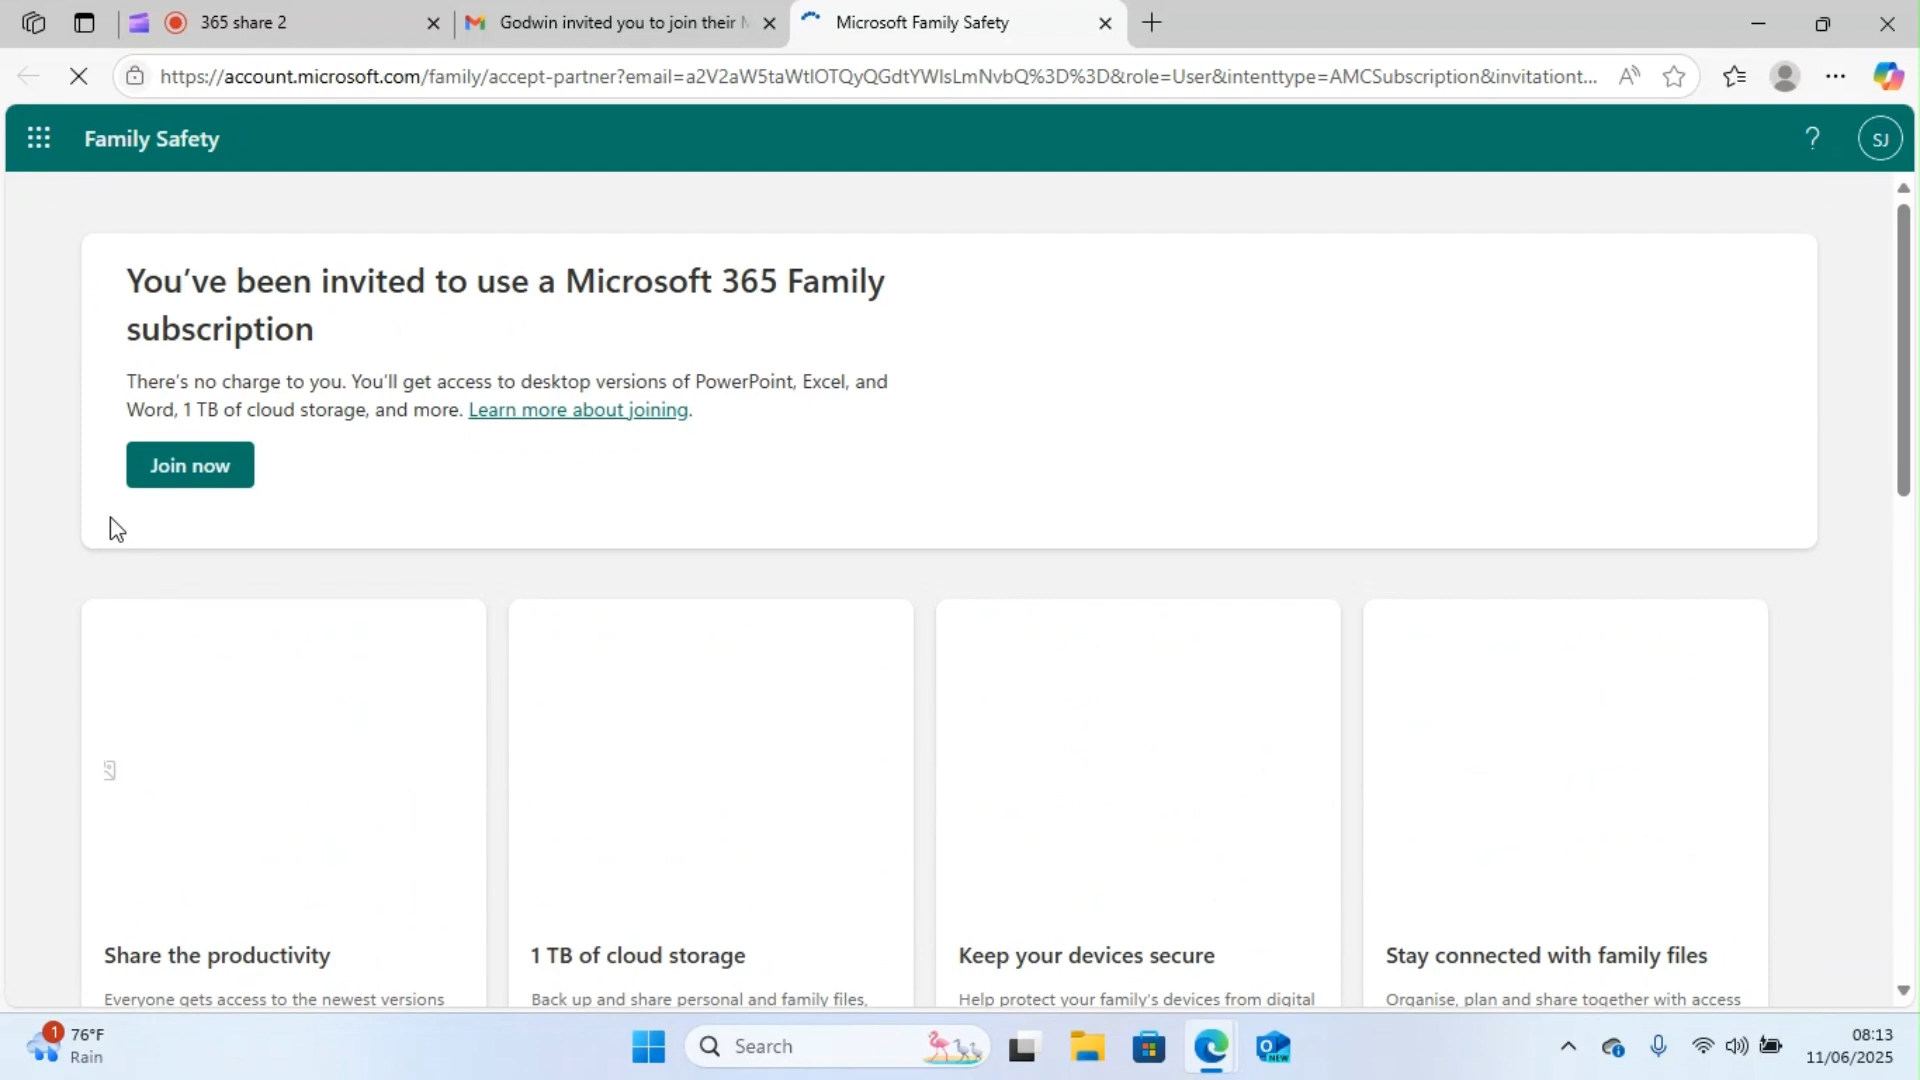 365 share 2
Godwin invited you to join their
Microsoft Family Safety
https://account.microsoft.com/family/accept-partner?email=a2V2aW5taWtlOTQyQGdtYWlsLmNvbQ%3D%3D&role=User&intenttype=AMCSubscription&invitationt...
Family Safety
?
SJ
You've been invited to use a Microsoft 365 Family
subscription
There's no charge to you. You'll get access to desktop versions of PowerPoint, Excel, and
Word, 1 TB of cloud storage, and more. Learn more about joining.
Join now
Share the productivity
1 TB of cloud storage
Keep your devices secure
Stay connected with family files
Everyone gets access to the newest versions
Back up and share personal and family files,
Help protect your family's devices from digital
Organise, plan and share together with access
1
76°F
Rain
Search
NEW
08:13
11/06/2025